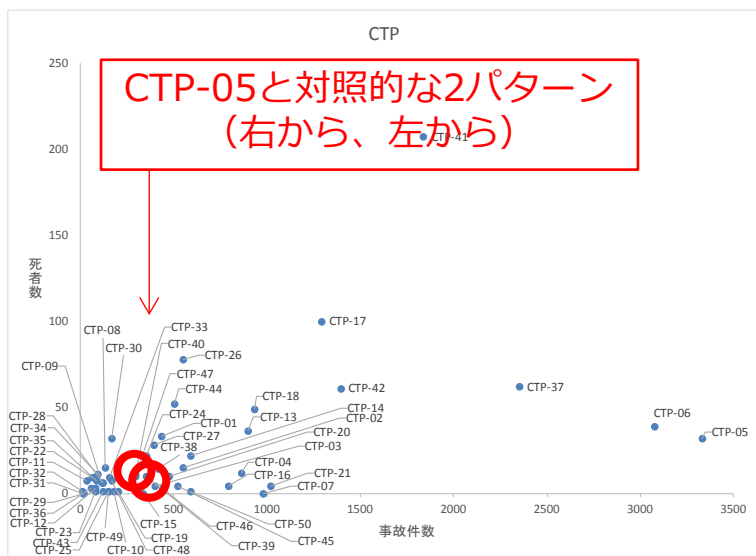 CTP
250
CTP-05と対照的な2パターン
（右から、左から）
200
CTP-41
150
死者数
100
CTP-17
CTP-33
CTP-08
CTP-40
CTP-30
CTP-26
CTP-09
CTP-47
CTP-44
CTP-42
CTP-37
CTP-18
CTP-14
50
CTP-24
CTP-01
CTP-13
CTP-02
CTP-06
CTP-28
CTP-27
CTP-20
CTP-05
CTP-34
CTP-38
CTP-03
CTP-35
CTP-22
CTP-04
CTP-11
CTP-16
CTP-21
CTP-32
CTP-07
CTP-31
0
CTP-29
0
500
1000
1500
2000
2500
3000
3500
CTP-36
CTP-12
CTP-15
CTP-46
CTP-50
事故件数
CTP-23
CTP-49
CTP-19
CTP-39
CTP-45
CTP-43
CTP-25
CTP-10
CTP-48